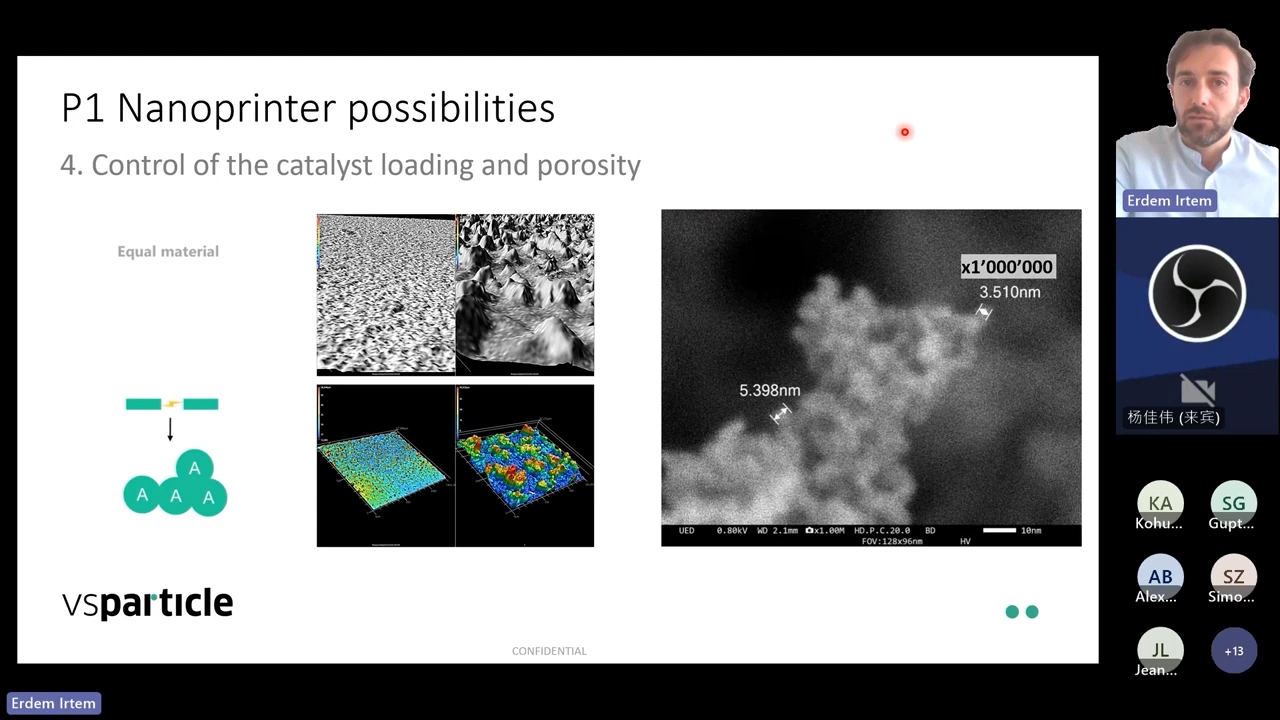 P1 Nanoprinter possibilities
4. Control of the catalyst loading and porosity
Equal material
A
A A A
x1’000’000
3.510nm
5.398nm
UED 0.80kV WD 2.1mm x1.00M HD.P.C.20.0 BD 10nm
FOV:128x96nm HV
vsparticle
CONFIDENTIAL
Erdem Irtem
Erdem Irtem
杨佳伟 (来宾)
KA SG
Kohu... Gupt...
AB SZ
Alex... Simo...
JL +13
Jean...